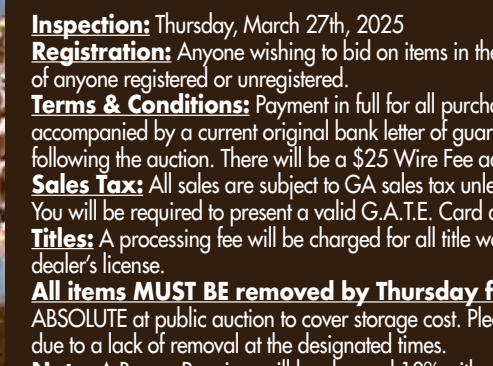 Inspection: Thursday, March 27th, 2025
Registration: Anyone wishing to bid on items in the
of anyone registered or unregistered.
Terms & Conditions: Payment in full for all purch
accompanied by a current original bank letter of guar
following the auction. There will be a $25 Wire Fee a
Sales Tax: All sales are subject to GA sales tax unle
You will be required to present a valid G.A.T.E. Card
Titles: A processing fee will be charged for all title w
dealer's license.
All items MUST BE removed by Thursday f
ABSOLUTE at public auction to cover storage cost. Plea
due to a lack of removal at the designated times.